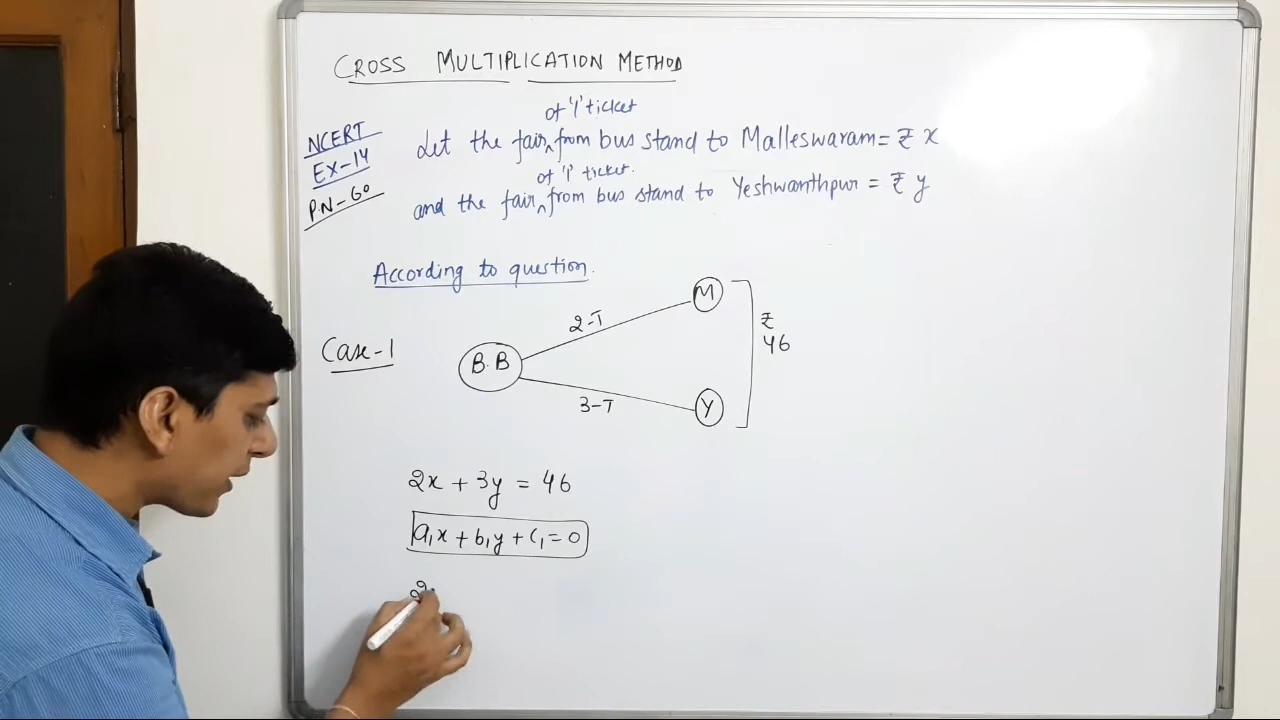 CROSS MULTIPLICATION METHOD
NCERT
EX-14
P.N-60
of '1' ticket
Let the fair ^ from bus stand to Malleswaram = ₹ x
of '1' ticket.
and the fair ^ from bus stand to Yeshwanthpur = ₹ y
According to question.
Case-1
B.B
2-T
M
3-T
Y
₹
46
2x + 3y = 46
a₁x + b₁y + c₁ = 0
2